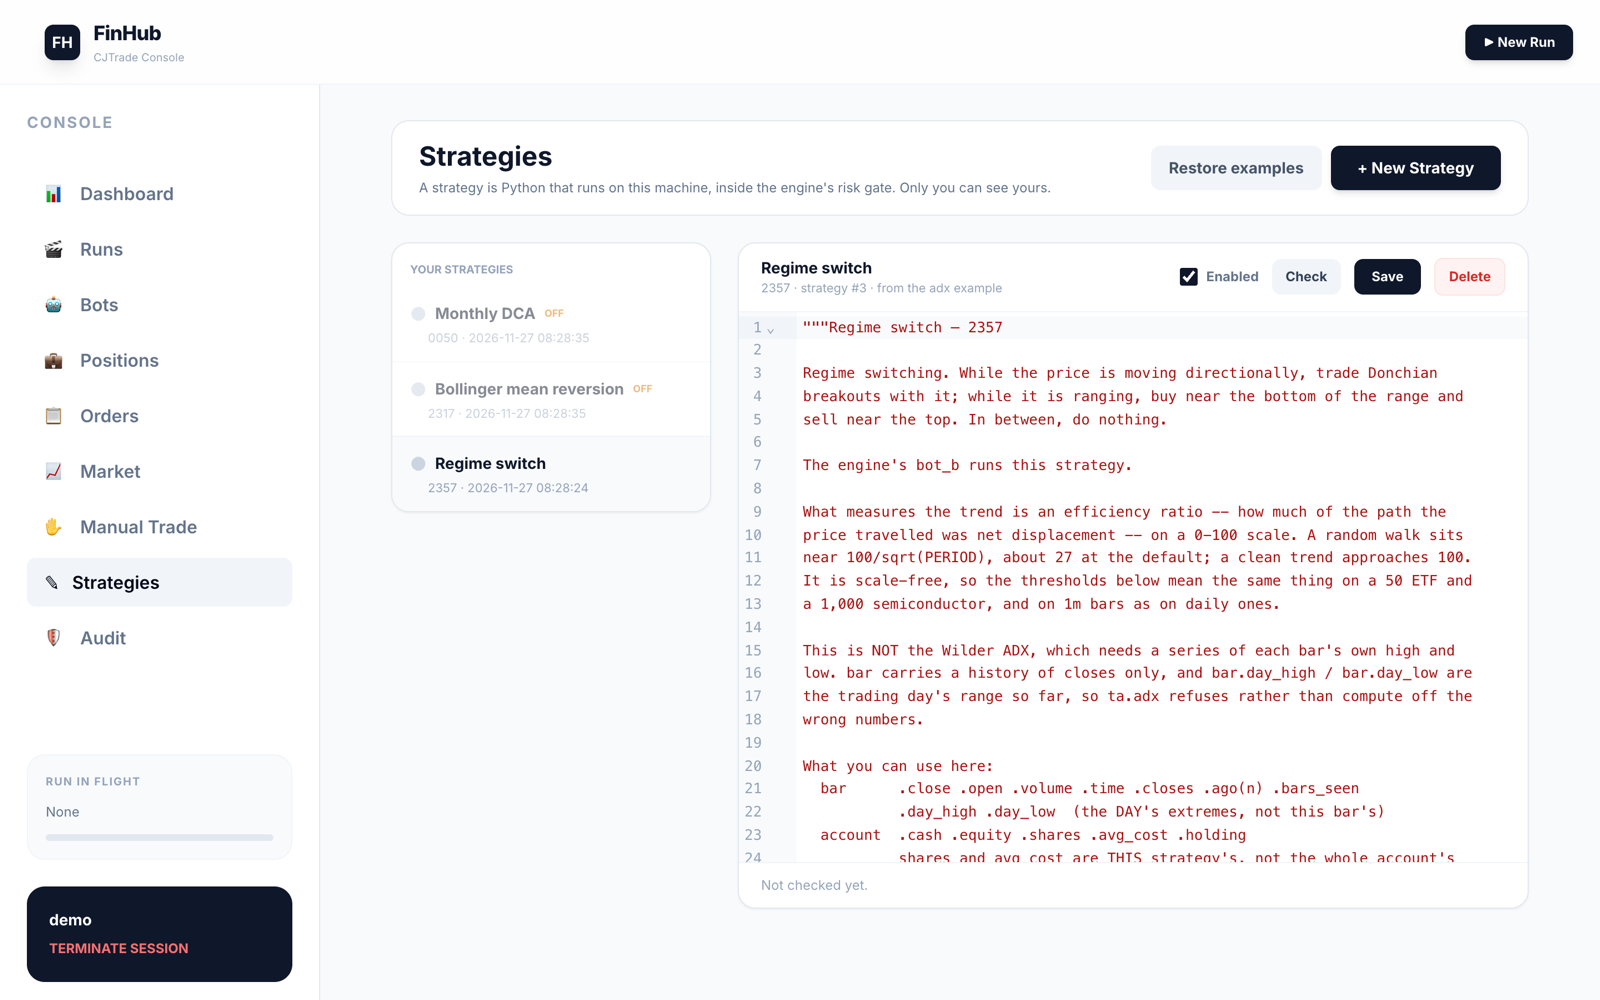 FH
FinHub
CJTrade Console
▶ New Run
CONSOLE
Dashboard
Runs
Bots
Positions
Orders
Market
Manual Trade
Strategies
Audit
RUN IN FLIGHT
None
demo
TERMINATE SESSION
Strategies
A strategy is Python that runs on this machine, inside the engine's risk gate. Only you can see yours.
Restore examples
+ New Strategy
YOUR STRATEGIES
Monthly DCA OFF
0050 · 2026-11-27 08:28:35
Bollinger mean reversion OFF
2317 · 2026-11-27 08:28:35
Regime switch
2357 · 2026-11-27 08:28:24
Regime switch
2357 · strategy #3 · from the adx example
Enabled
Check
Save
Delete
1 """Regime switch — 2357
2
3 Regime switching. While the price is moving directionally, trade Donchian
4 breakouts with it; while it is ranging, buy near the bottom of the range and
5 sell near the top. In between, do nothing.
6
7 The engine's bot_b runs this strategy.
8
9 What measures the trend is an efficiency ratio -- how much of the path the
10 price travelled was net displacement -- on a 0-100 scale. A random walk sits
11 near 100/sqrt(PERIOD), about 27 at the default; a clean trend approaches 100.
12 It is scale-free, so the thresholds below mean the same thing on a 50 ETF and
13 a 1,000 semiconductor, and on 1m bars as on daily ones.
14
15 This is NOT the Wilder ADX, which needs a series of each bar's own high and
16 low. bar carries a history of closes only, and bar.day_high / bar.day_low are
17 the trading day's range so far, so ta.adx refuses rather than compute off the
18 wrong numbers.
19
20 What you can use here:
21 bar .close .open .volume .time .closes .ago(n) .bars_seen
22 .day_high .day_low (the DAY's extremes, not this bar's)
23 account .cash .equity .shares .avg_cost .holding
24 shares and avg_cost are THIS strategy's, not the whole account's
Not checked yet.